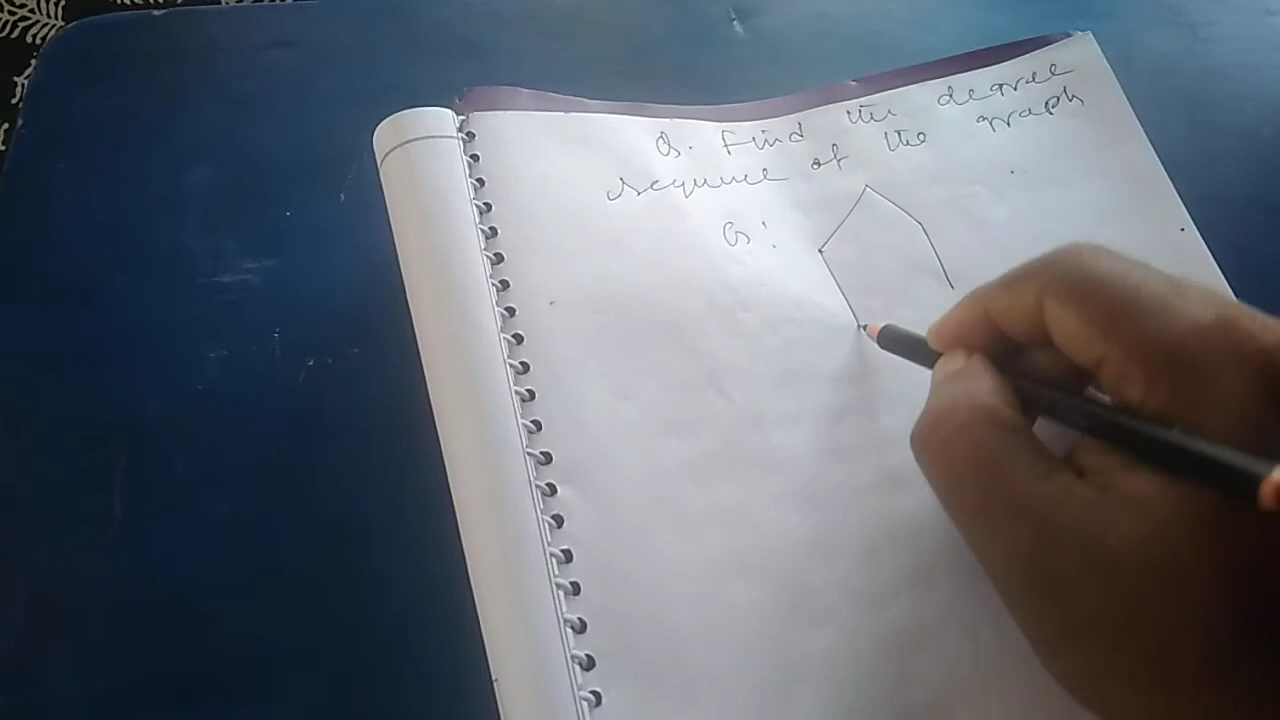 Q. Find the degree
sequence of the graph
G: